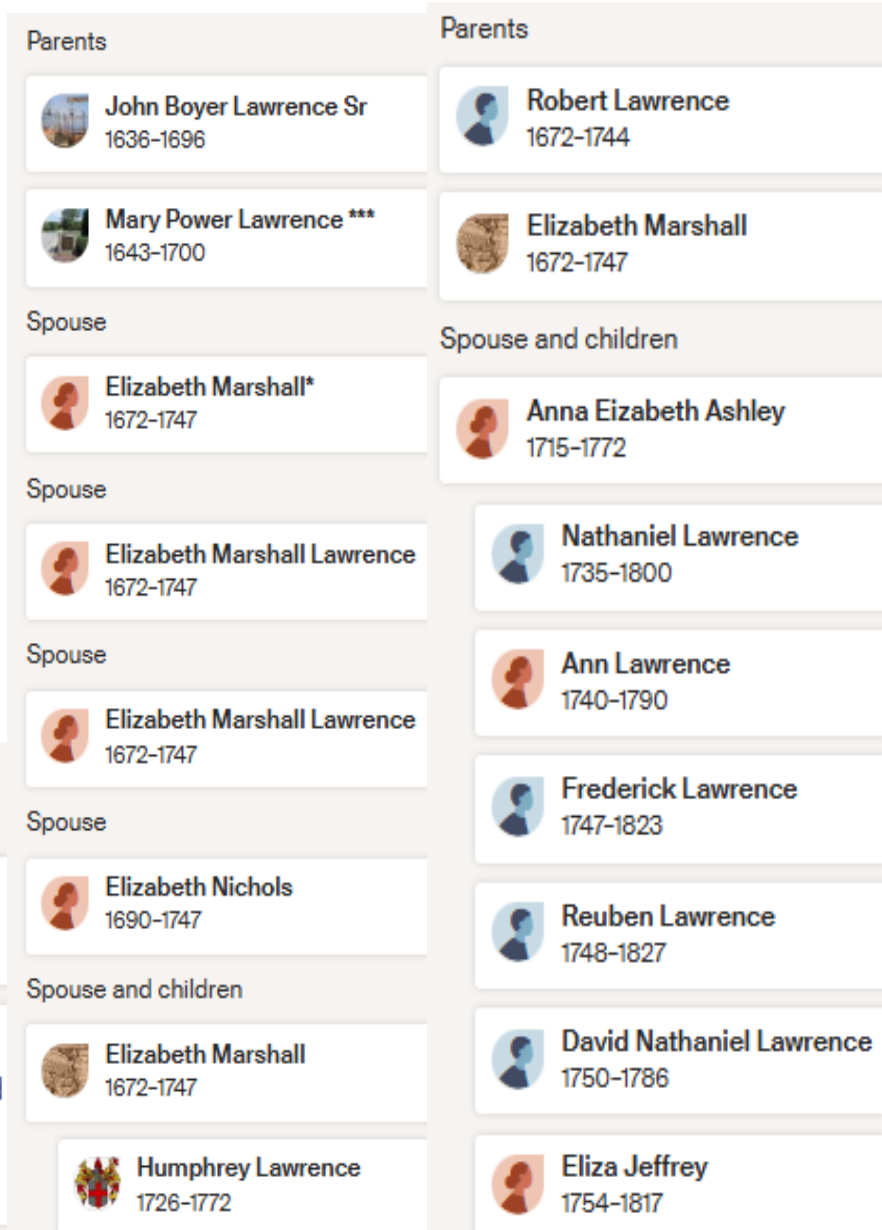 Parents
John Boyer Lawrence Sr
1636-1696
Mary Power Lawrence ***
1643-1700
Spouse
Elizabeth Marshall*
1672-1747
Spouse
Elizabeth Marshall Lawrence
1672-1747
Spouse
Elizabeth Marshall Lawrence
1672-1747
Spouse
Elizabeth Nichols
1690-1747
Spouse and children
Elizabeth Marshall
1672-1747
Humphrey Lawrence
1726-1772
Parents
Robert Lawrence
1672-1744
Elizabeth Marshall
1672-1747
Spouse and children
Anna Eizabeth Ashley
1715-1772
Nathaniel Lawrence
1735-1800
Ann Lawrence
1740-1790
Frederick Lawrence
1747-1823
Reuben Lawrence
1748-1827
David Nathaniel Lawrence
1750-1786
Eliza Jeffrey
1754-1817